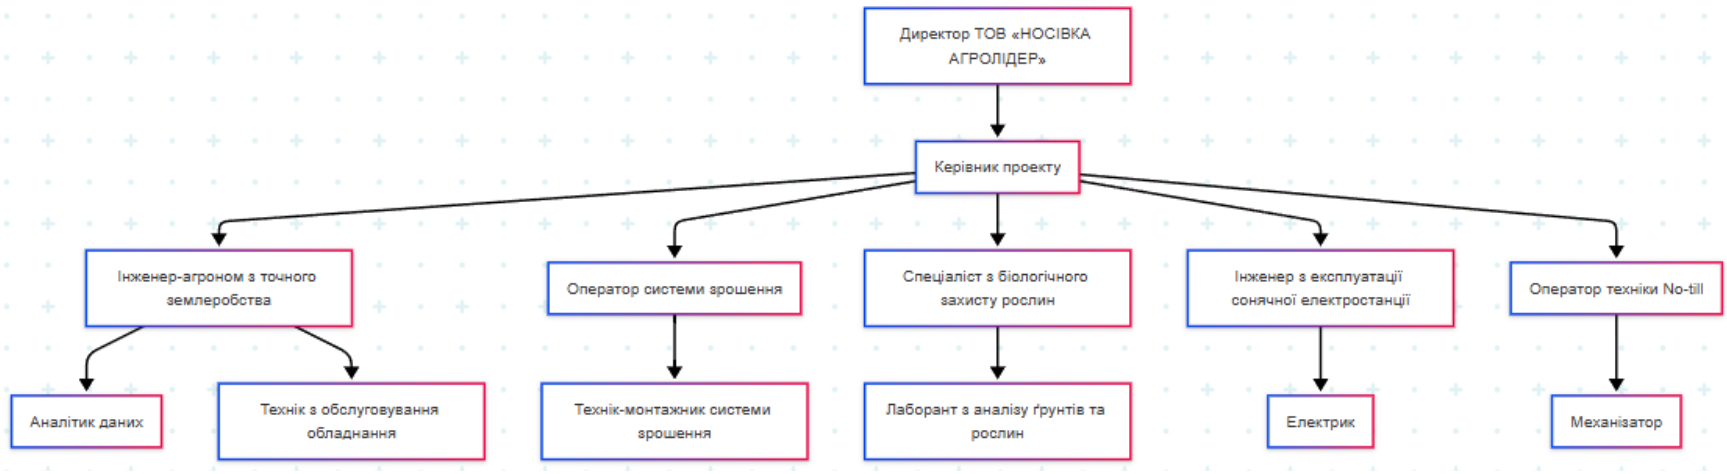 Директор ТОВ «НОСІВКА
АГРОЛІДЕР»
Керівник проекту
Інженер-агроном з точного
землеробства
Оператор системи зрошення
Спеціаліст з біологічного
захисту рослин
Інженер з експлуатації
сонячної електростанції
Оператор техніки No-till
Аналітик даних
Технік з обслуговування
обладнання
Технік-монтажник системи
зрошення
Лаборант з аналізу ґрунтів та
рослин
Електрик
Механізатор